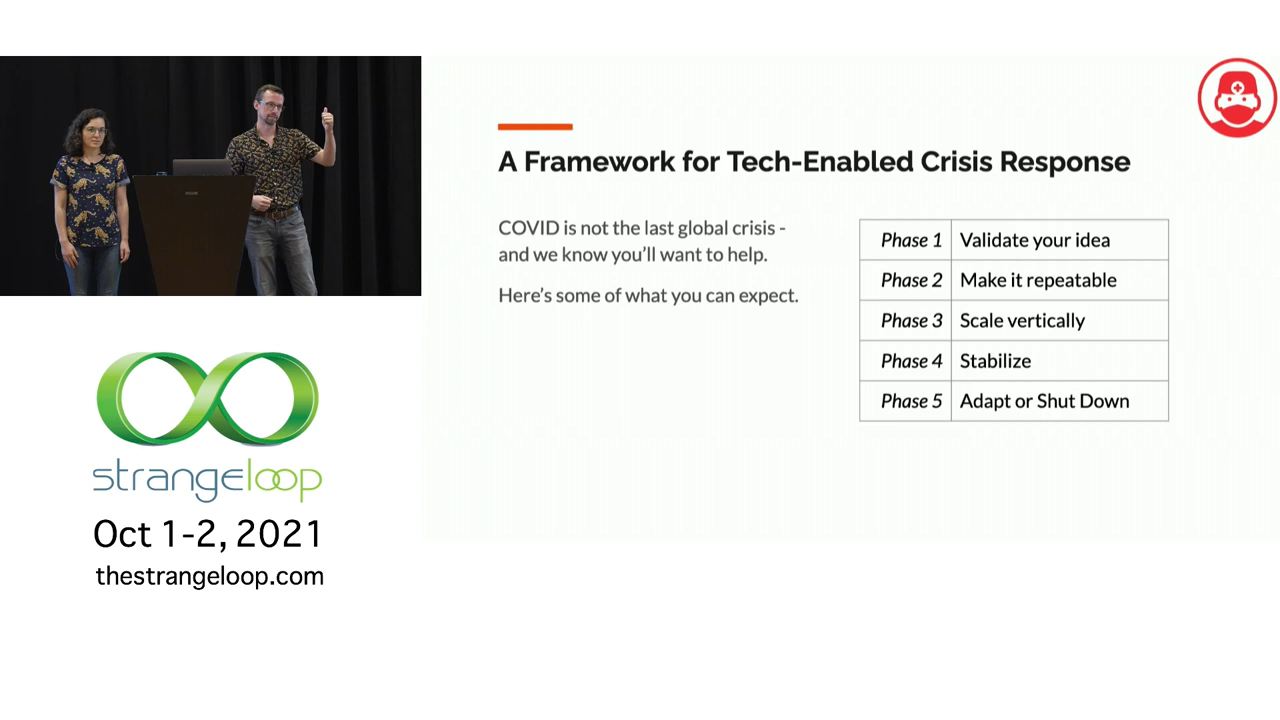 A Framework for Tech-Enabled Crisis Response
COVID is not the last global crisis -
and we know you'll want to help.
Here's some of what you can expect.
Phase 1 Validate your idea
Phase 2 Make it repeatable
Phase 3 Scale vertically
Phase 4 Stabilize
Phase 5 Adapt or Shut Down
strangeloop
Oct 1-2, 2021
thestrangeloop.com